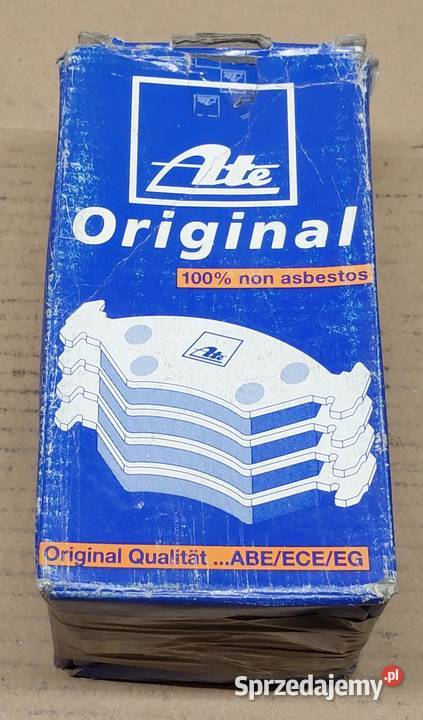 Ate
Original
100% non asbestos
Ate
Original Qualität ...ABE/ECE/EG
Sprzedajemy.pl